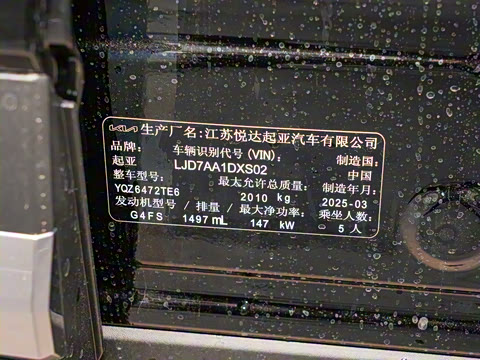 KIA 生产厂名:江苏悦达起亚汽车有限公司
品牌: 车辆识别代号(VIN): 制造国:
起亚 LJD7AA1DXS02 中国
整车型号: 最大允许总质量: 制造年月:
YQZ6472TE6 2010 kg 2025-03
发动机型号 / 排量 / 最大净功率: 乘坐人数:
G4FS 1497 mL 147 kW 5 人